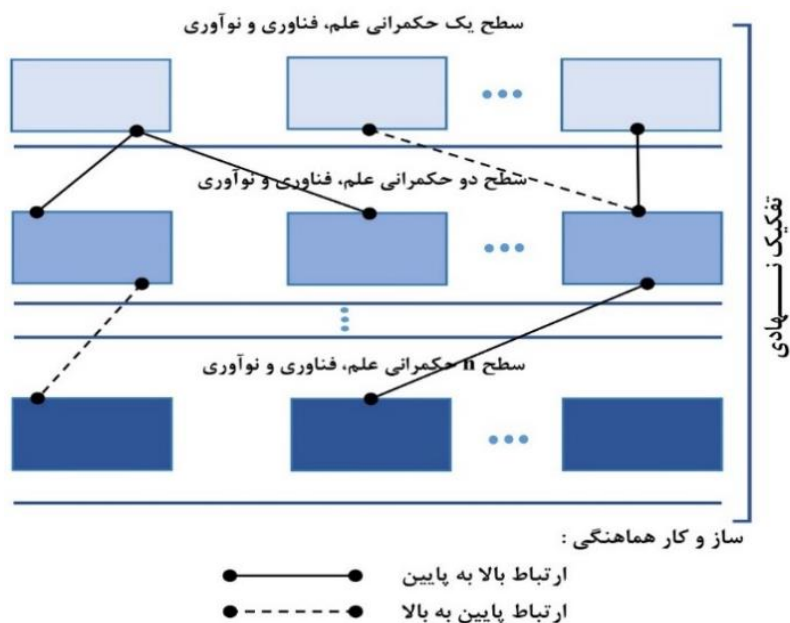 سطح یک حکمرانی علم، فناوری و نوآوری
سطح دو حکمرانی علم، فناوری و نوآوری
سطح n حکمرانی علم، فناوری و نوآوری
تفکیک نـــهادی
ساز و کار هماهنگی :
ارتباط بالا به پایین
ارتباط پایین به بالا